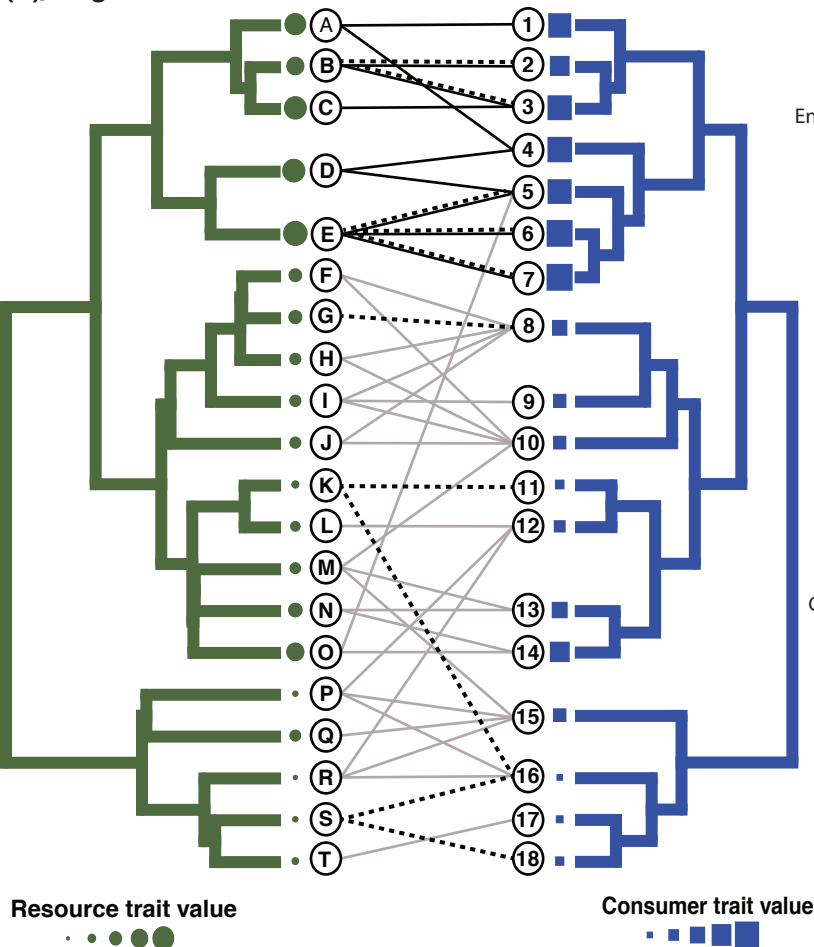 A 1
B 2
C 3
4
D
5
E 6
F 7
G 8
H
I 9
J 10
K 11
L 12
M
N 13
O 14
P
Q 15
R 16
S 17
T 18
Resource trait value
Consumer trait value